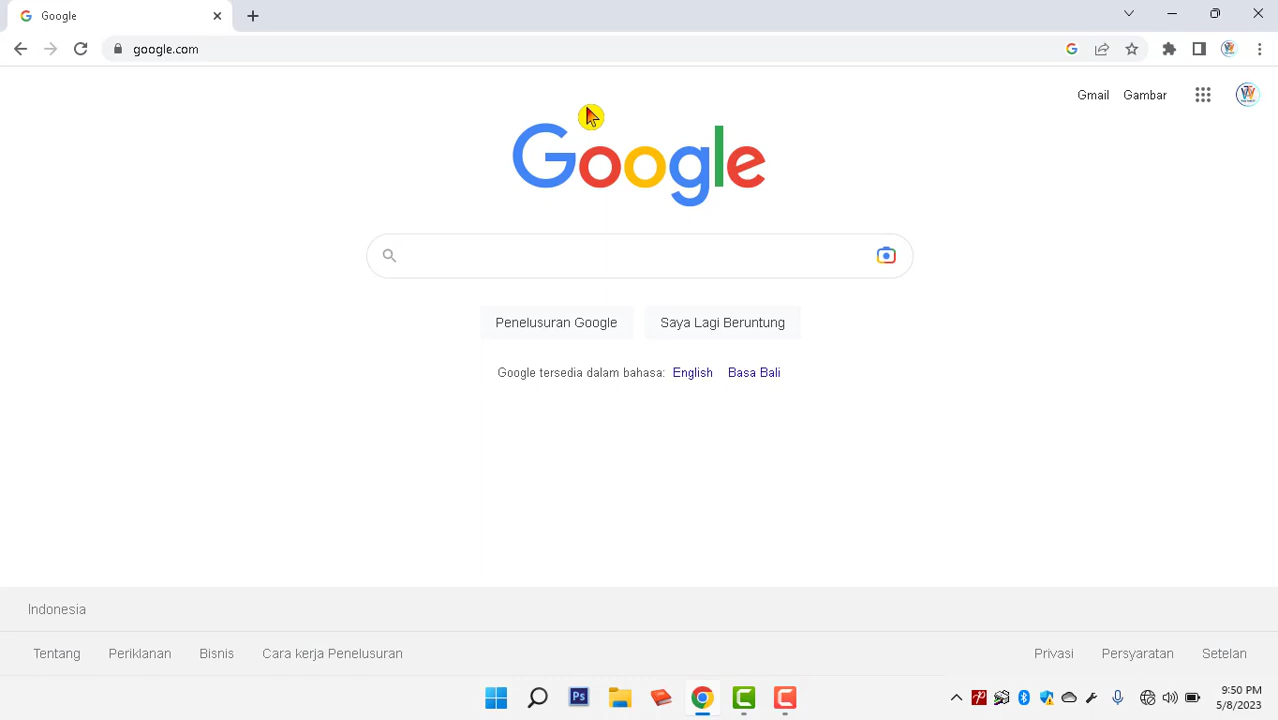 Google
google.com
Gmail Gambar
Google
Penelusuran Google Saya Lagi Beruntung
Google tersedia dalam bahasa: English Basa Bali
Indonesia
Tentang Periklanan Bisnis Cara kerja Penelusuran Privasi Persyaratan Setelan
Ps
9:50 PM
5/8/2023